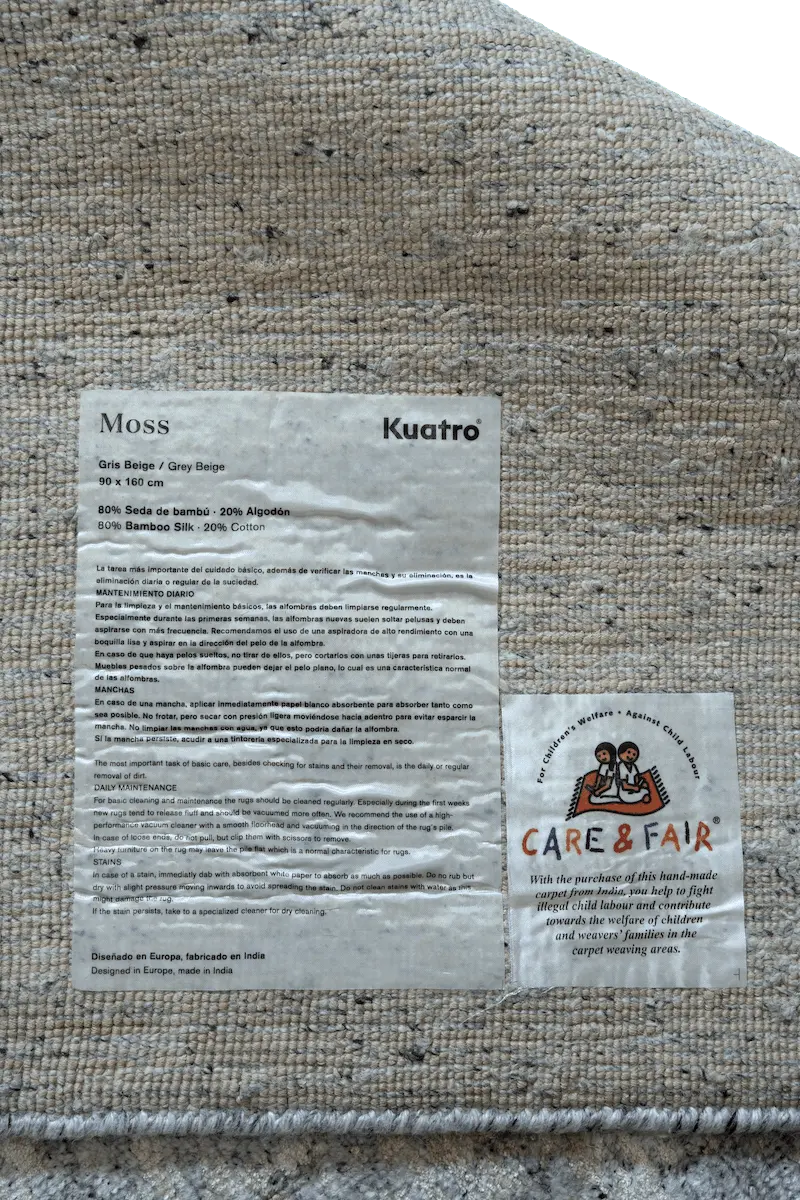 Moss
Kuatro®
Gris Beige / Grey Beige
90 x 160 cm
80% Seda de bambú · 20% Algodón
80% Bamboo Silk · 20% Cotton
La tarea más importante del cuidado básico, además de verificar las manchas y su eliminación, es la
eliminación diaria o regular de la suciedad.
MANTENIMIENTO DIARIO
Para la limpieza y el mantenimiento básicos, las alfombras deben limpiarse regularmente.
Especialmente durante las primeras semanas, las alfombras nuevas suelen soltar pelusas y deben
aspirarse con más frecuencia. Recomendamos el uso de una aspiradora de alto rendimiento con una
boquilla lisa y aspirar en la dirección del pelo de la alfombra.
En caso de que haya pelos sueltos, no tirar de ellos, pero cortarlos con unas tijeras para retirarlos.
Muebles pesados sobre la alfombra pueden dejar el pelo plano, lo cual es una característica normal
de las alfombras.
MANCHAS
En caso de una mancha, aplicar inmediatamente papel blanco absorbente para absorber tanto como
sea posible. No frotar, pero secar con presión ligera moviéndose hacia adentro para evitar esparcir la
mancha. No limpiar las manchas con agua, ya que esto podría dañar la alfombra.
Si la mancha persiste, acudir a una tintorería especializada para la limpieza en seco.
The most important task of basic care, besides checking for stains and their removal, is the daily or regular
removal of dirt.
DAILY MAINTENANCE
For basic cleaning and maintenance the rugs should be cleaned regularly. Especially during the first weeks
new rugs tend to release fluff and should be vacuumed more often. We recommend the use of a high-
performance vacuum cleaner with a smooth floorhead and vacuuming in the direction of the rug's pile.
In case of loose ends, do not pull, but clip them with scissors to remove.
Heavy furniture on the rug may leave the pile flat which is a normal characteristic for rugs.
STAINS
In case of a stain, immediatly dab with absorbent white paper to absorb as much as possible. Do no rub but
dry with slight pressure moving inwards to avoid spreading the stain. Do not clean stains with water as this
might damage the rug.
If the stain persists, take to a specialized cleaner for dry cleaning.
Diseñado en Europa, fabricado en India
Designed in Europe, made in India
For Children's Welfare • Against Child Labour
CARE & FAIR®
With the purchase of this hand-made
carpet from India, you help to fight
illegal child labour and contribute
towards the welfare of children
and weavers' families in the
carpet weaving areas.